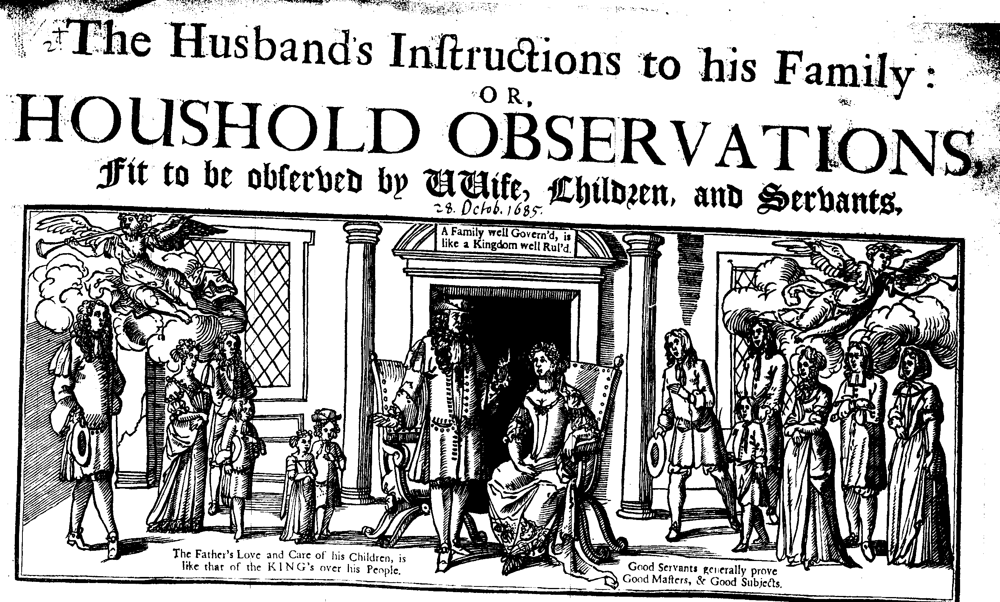 2d
The Husband's Inſtructions to his Family:
OR,
HOUSHOLD OBSERVATIONS,
Fit to be obſerved by UUife, Children, and Servants.
28. Octob. 1685.
A Family well Govern'd, is
like a Kingdom well Rul'd.
The Father's Love and Care of his Children, is
like that of the KING's over his People.
Good Servants generally prove
Good Maſters, & Good Subjects.